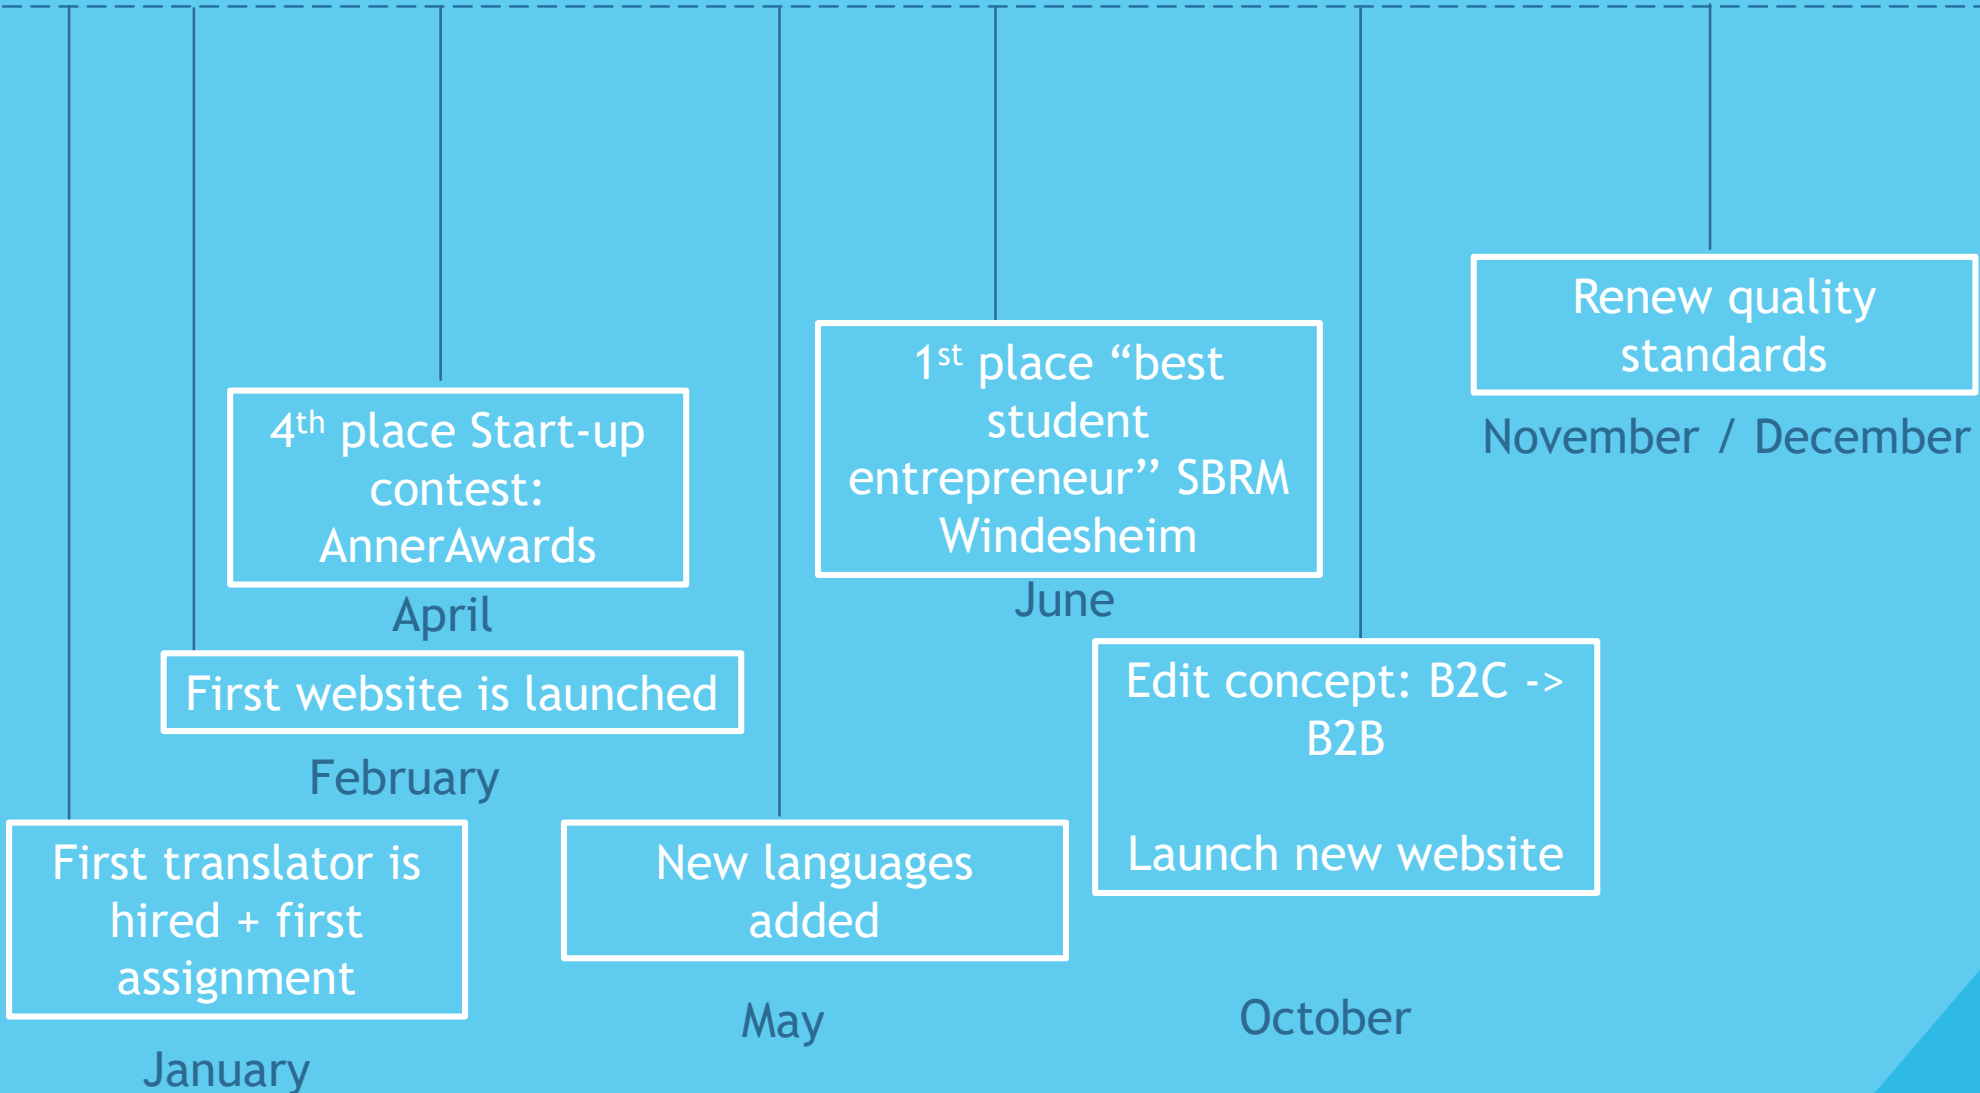 First translator is
hired + first
assignment
January
First website is launched
February
4th place Start-up
contest:
AnnerAwards
April
New languages
added
May
1st place “best
student
entrepreneur’’ SBRM
Windesheim
June
Edit concept: B2C ->
B2B
Launch new website
October
Renew quality
standards
November / December